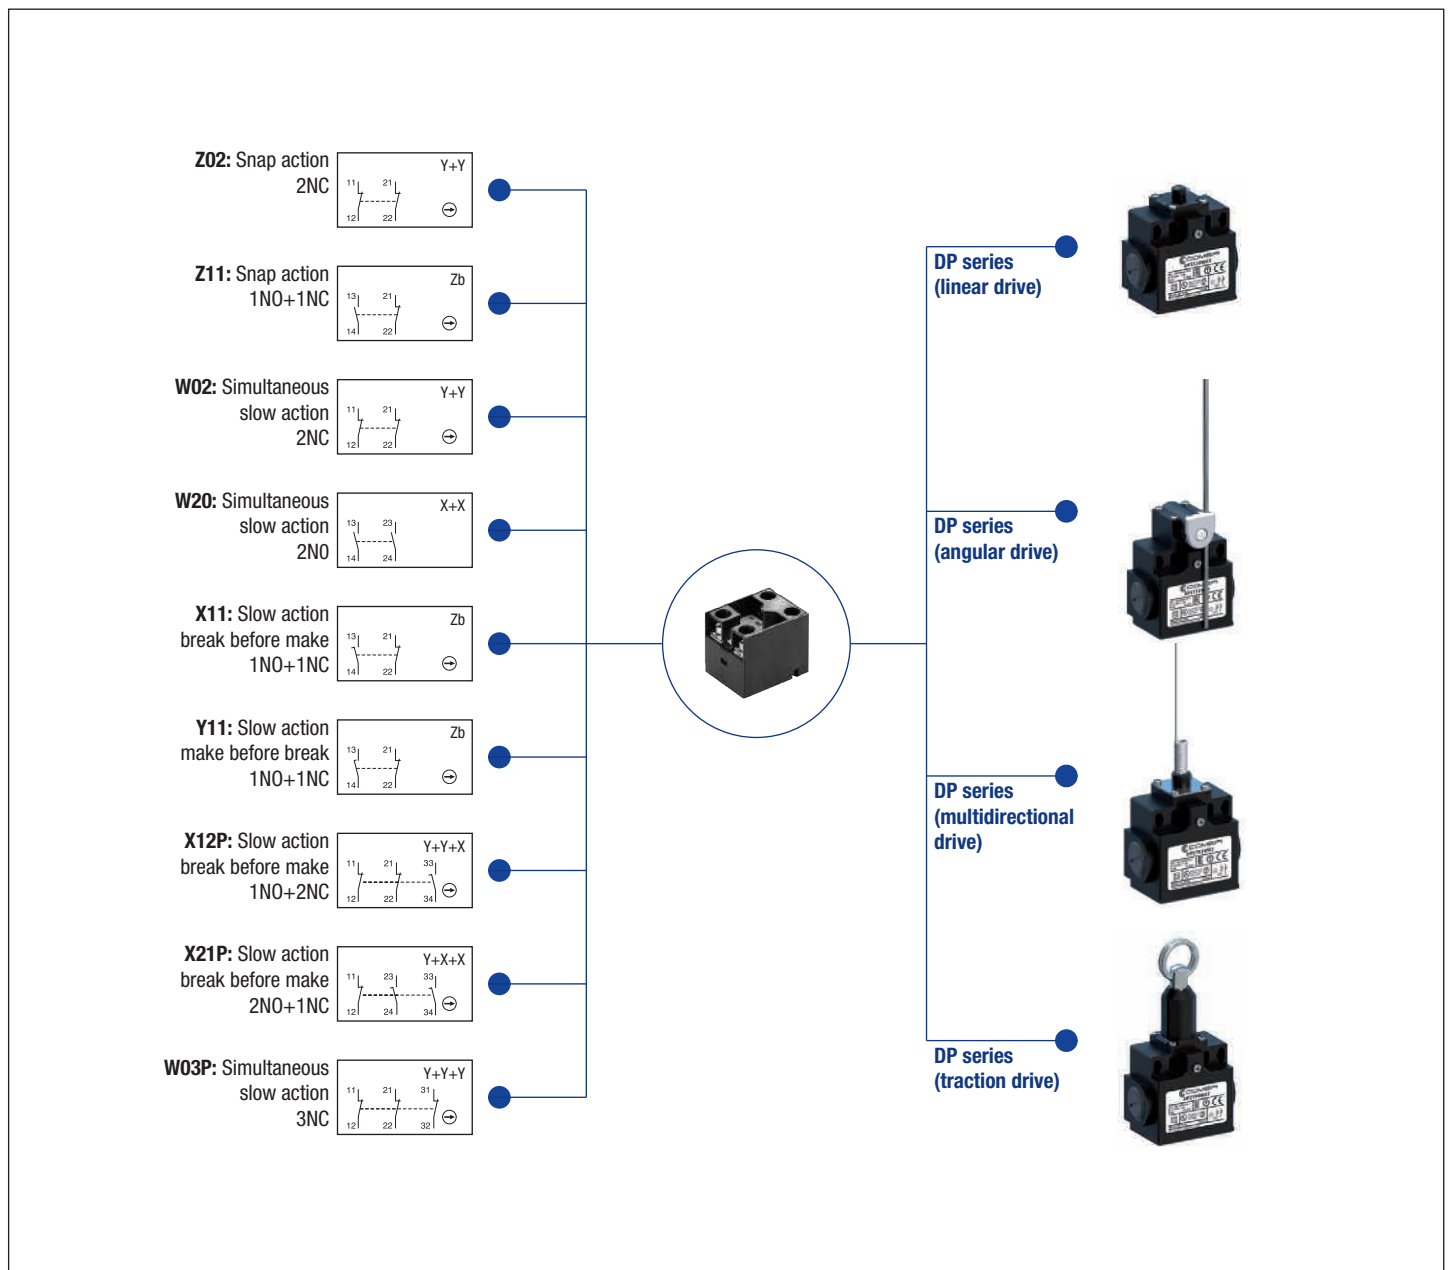 Z02: Snap action
2NC
Y+Y
11 21
12 22
Z11: Snap action
1NO+1NC
Zb
13 21
14 22
W02: Simultaneous
slow action
2NC
Y+Y
11 21
12 22
W20: Simultaneous
slow action
2NO
X+X
13 23
14 24
X11: Slow action
break before make
1NO+1NC
Zb
13 21
14 22
Y11: Slow action
make before break
1NO+1NC
Zb
13 21
14 22
X12P: Slow action
break before make
1NO+2NC
Y+Y+X
11 21 33
12 22 34
X21P: Slow action
break before make
2NO+1NC
Y+X+X
11 23 33
12 24 34
W03P: Simultaneous
slow action
3NC
Y+Y+Y
11 21 31
12 22 32
DP series
(linear drive)
COMEPI
DP series
(angular drive)
COMEPI
DP series
(multidirectional
drive)
COMEPI
DP series
(traction drive)
COMEPI